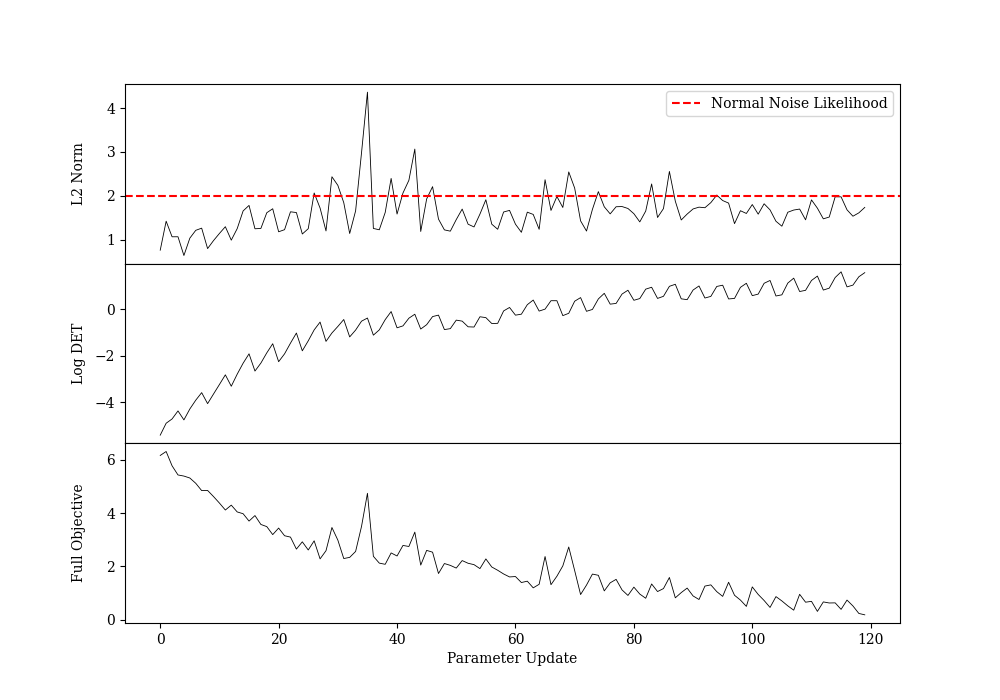 4
3
2
1
L2 Norm
Normal Noise Likelihood
0
−2
−4
Log DET
6
4
2
0
Full Objective
0 20 40 60 80 100 120
Parameter Update